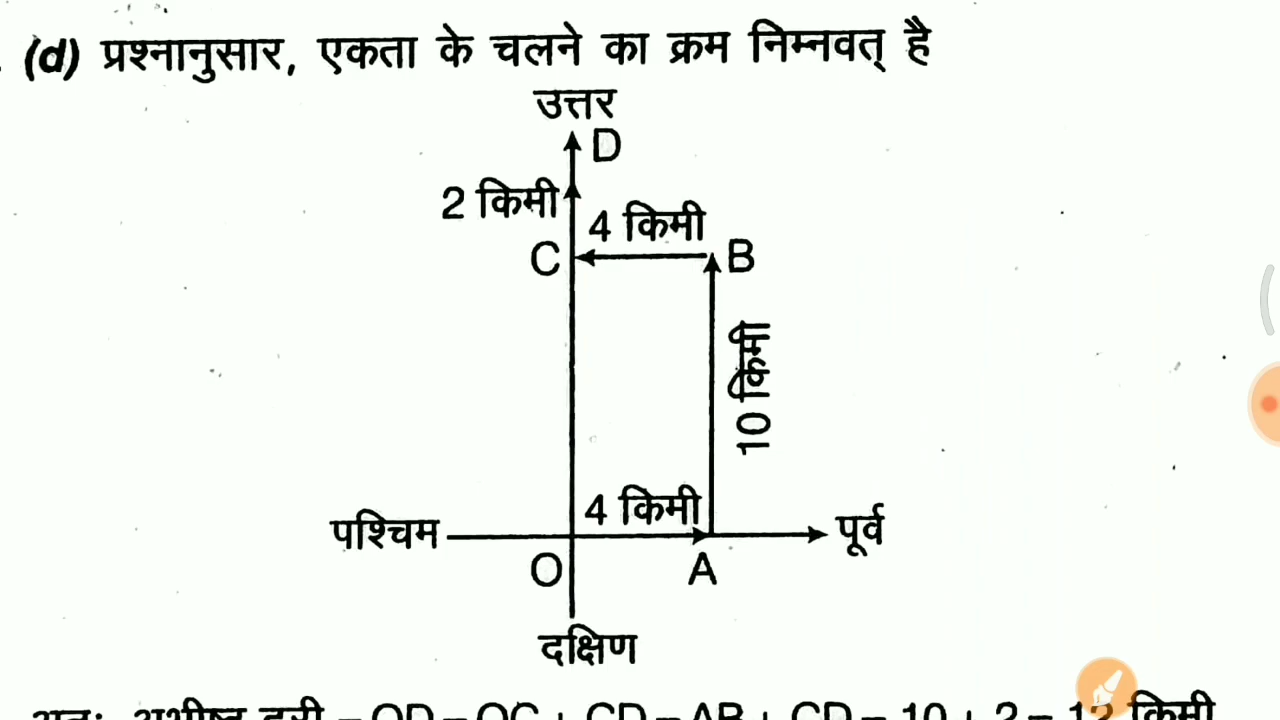 (d) प्रश्नानुसार, एकता के चलने का क्रम निम्नवत् है
उत्तर
D
2 किमी
4 किमी
C
B
10 किमी
4 किमी
पश्चिम
पूर्व
O
A
दक्षिण
अतः अभीष्ट दूरी = OD = OC + CD = AB + CD = 10 + 2 = 12 किमी